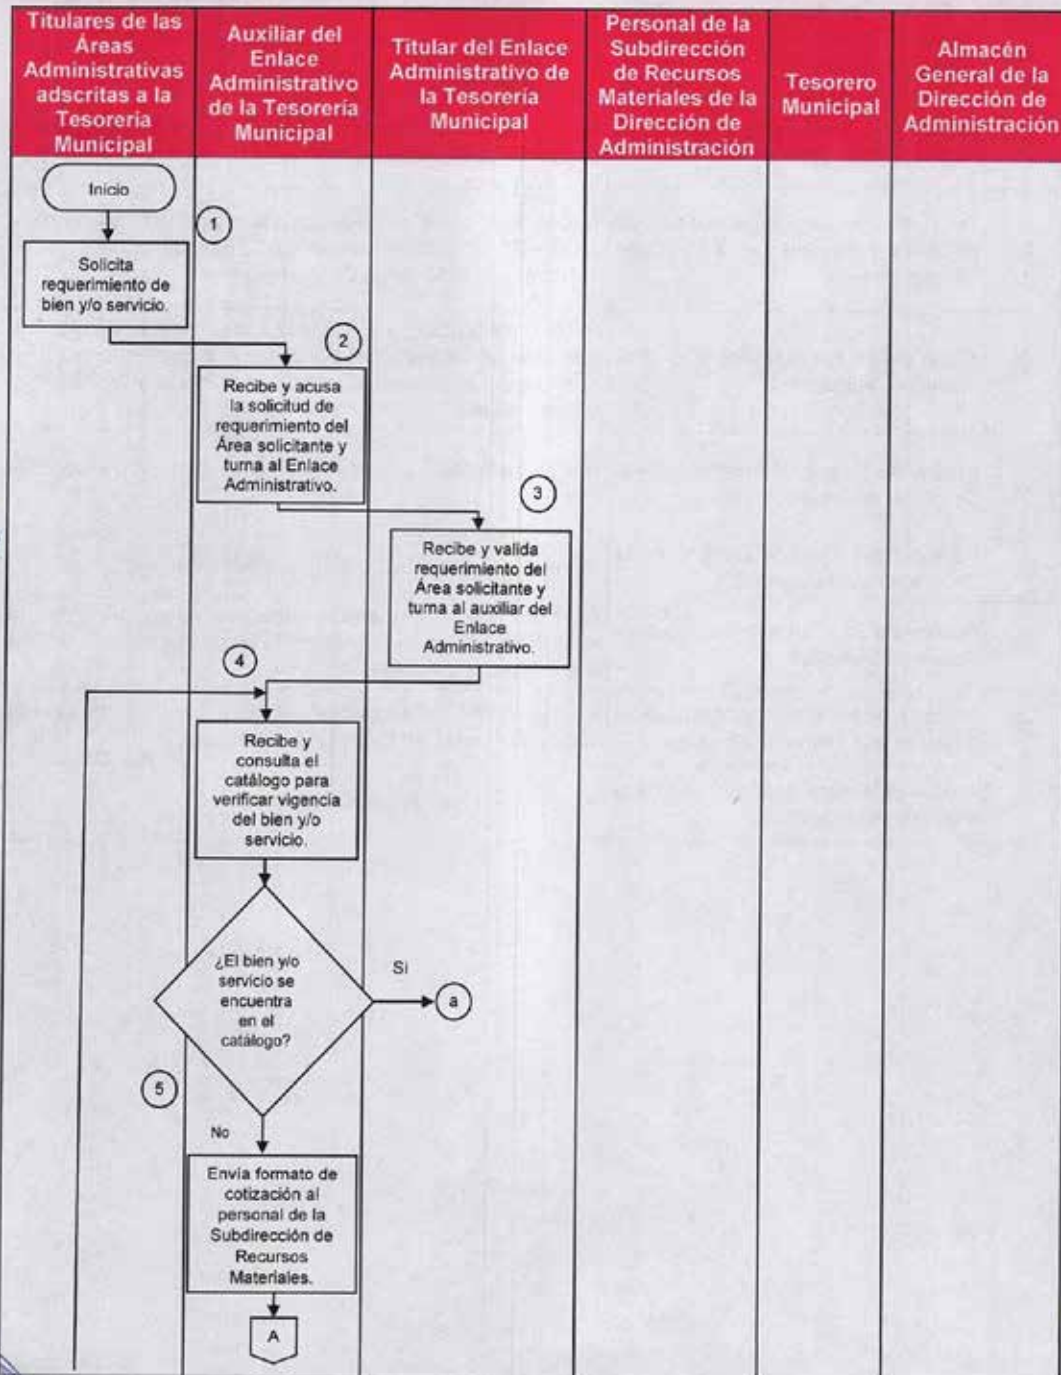 Titulares de las
Áreas
Administrativas
adscritas a la
Tesorería
Municipal
Auxiliar del
Enlace
Administrativo
de la Tesorería
Municipal
Titular del Enlace
Administrativo de
la Tesorería
Municipal
Personal de la
Subdirección
de Recursos
Materiales de la
Dirección de
Administración
Tesorero
Municipal
Almacén
General de la
Dirección de
Administración
Inicio
1
Solicita
requerimiento de
bien y/o servicio.
2
Recibe y acusa
la solicitud de
requerimiento del
Área solicitante y
turna al Enlace
Administrativo.
3
Recibe y valida
requerimiento del
Área solicitante y
turna al auxiliar del
Enlace
Administrativo.
4
Recibe y
consulta el
catálogo para
verificar vigencia
del bien y/o
servicio.
¿El bien y/o
servicio se
encuentra
en el
catálogo?
Sí
a
5
No
Envía formato de
cotización al
personal de la
Subdirección de
Recursos
Materiales.
A